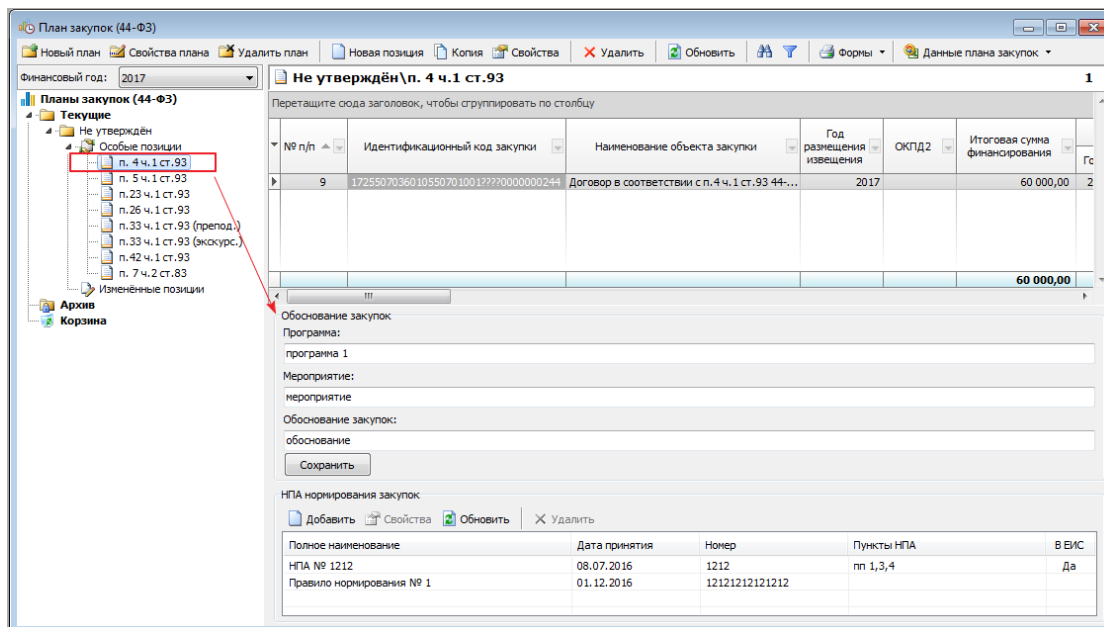 План закупок (44-ФЗ)
Новый план Свойства плана Удалить план Новая позиция Копия Свойства Удалить Обновить Формы Данные плана закупок
Финансовый год: 2017
Не утверждён\п. 4 ч.1 ст.93 1
Планы закупок (44-ФЗ)
Текущие
Не утверждён
Особые позиции
п. 4 ч.1 ст.93
п. 5 ч.1 ст.93
п.23 ч.1 ст.93
п.26 ч.1 ст.93
п.33 ч.1 ст.93 (препод.)
п.33 ч.1 ст.93 (экскурс.)
п.42 ч.1 ст.93
п. 7 ч.2 ст.83
Изменённые позиции
Архив
Корзина
Перетащите сюда заголовок, чтобы сгруппировать по столбцу
№ п/п Идентификационный код закупки Наименование объекта закупки Год размещения извещения ОКПД2 Итоговая сумма финансирования Го
9 1725507036010550701001????0000000244 Договор в соответствии с п.4 ч.1 ст.93 44-... 2017 60 000,00 2
60 000,00
Обоснование закупок
Программа:
программа 1
Мероприятие:
мероприятие
Обоснование закупок:
обоснование
Сохранить
НПА нормирования закупок
Добавить Свойства Обновить Удалить
Полное наименование Дата принятия Номер Пункты НПА В ЕИС
НПА № 1212 08.07.2016 1212 пп 1,3,4 Да
Правило нормирования № 1 01.12.2016 12121212121212